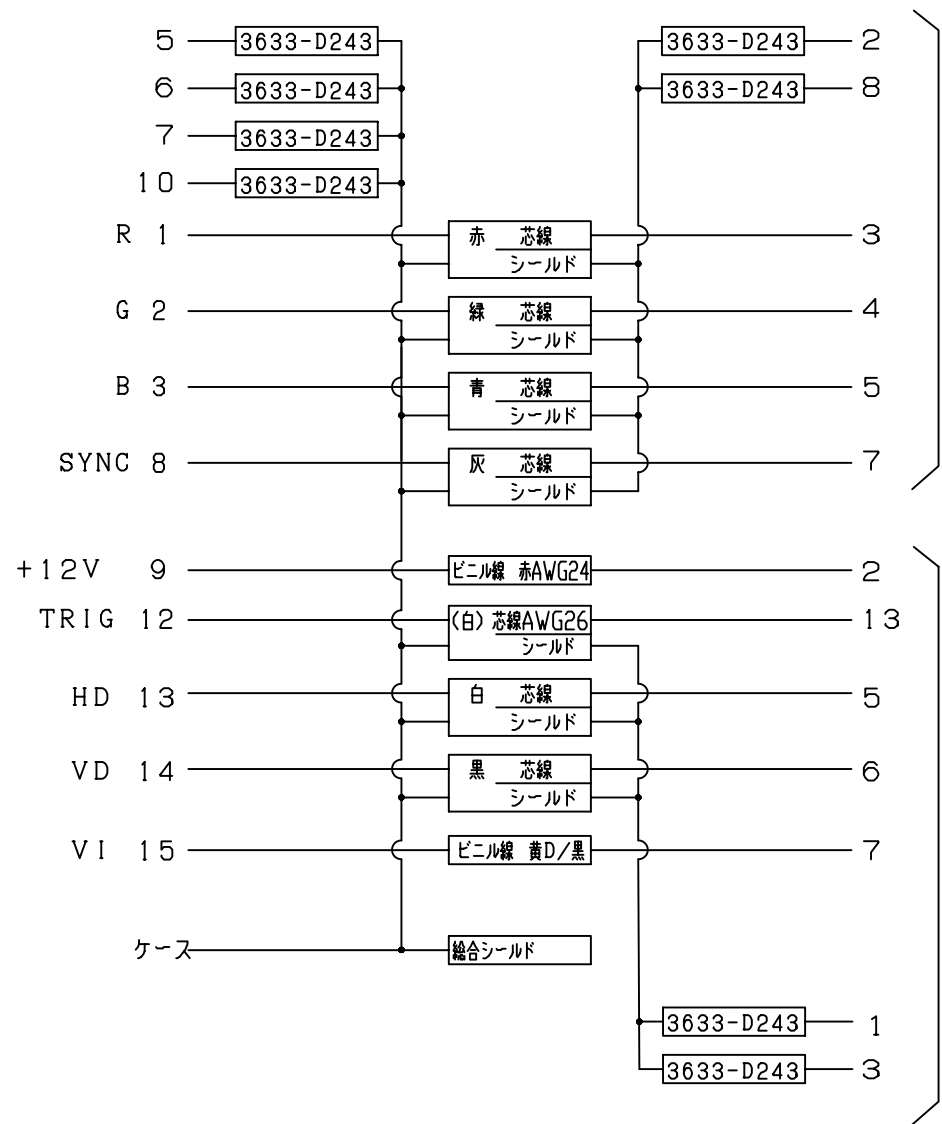 5 3633-D243 3633-D243 2
6 3633-D243 3633-D243 8
7 3633-D243
10 3633-D243
R 1 赤 芯線 3
シールド
G 2 緑 芯線 4
シールド
B 3 青 芯線 5
シールド
SYNC 8 灰 芯線 7
シールド
+12V 9 ビニル線 赤AWG24 2
TRIG 12 (白) 芯線AWG26 13
シールド
HD 13 白 芯線 5
シールド
VD 14 黒 芯線 6
シールド
VI 15 ビニル線 黄D/黒 7
ケース 総合シールド
3633-D243 1
3633-D243 3